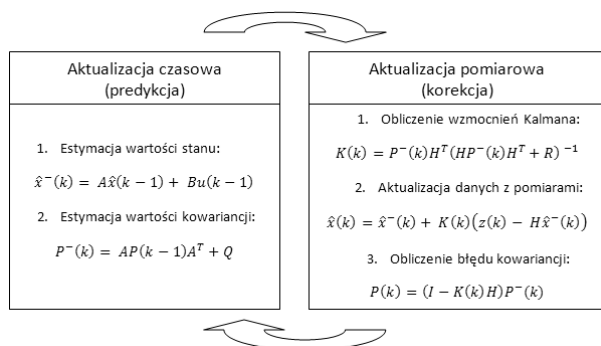 Aktualizacja czasowa
(predykcja)
1. Estymacja wartości stanu:
x̂⁻(k) = Ax̂(k − 1) + Bu(k − 1)
2. Estymacja wartości kowariancji:
P⁻(k) = AP(k − 1)Aᵀ + Q
Aktualizacja pomiarowa
(korekcja)
1. Obliczenie wzmocnień Kalmana:
K(k) = P⁻(k)Hᵀ(HP⁻(k)Hᵀ + R)⁻¹
2. Aktualizacja danych z pomiarami:
x̂(k) = x̂⁻(k) + K(k)(z(k) − Hx̂⁻(k))
3. Obliczenie błędu kowariancji:
P(k) = (I − K(k)H)P⁻(k)